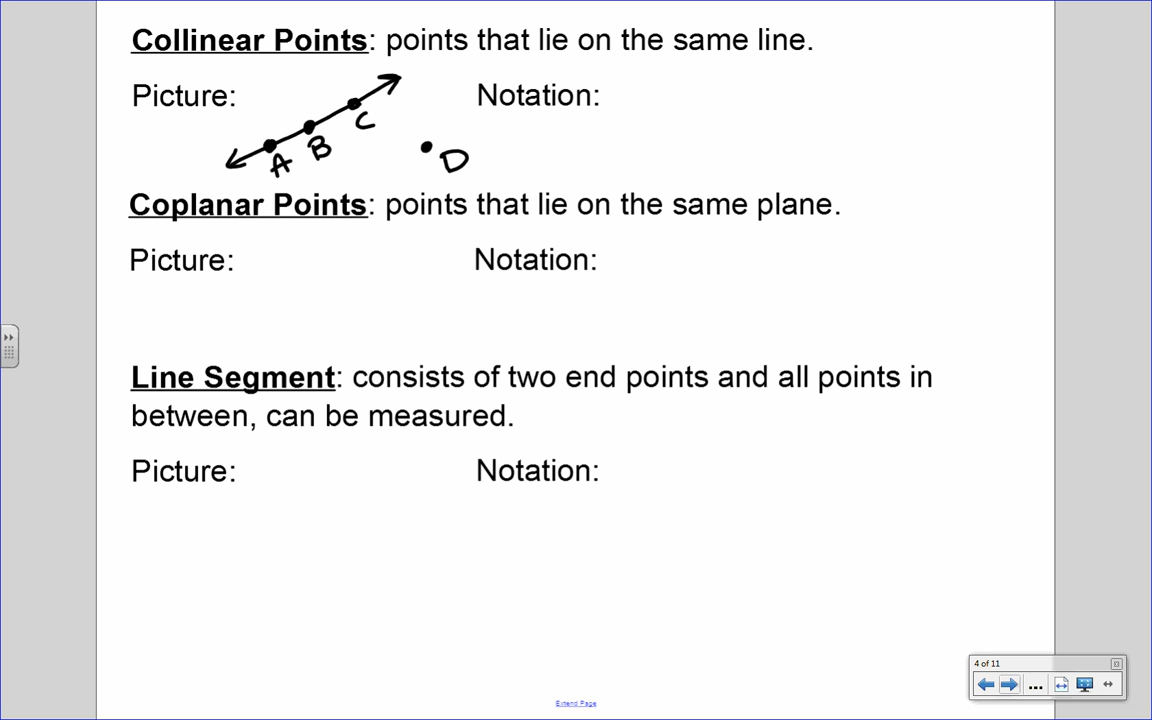 Collinear Points: points that lie on the same line.
Picture: Notation:
A B C D
Coplanar Points: points that lie on the same plane.
Picture: Notation:
Line Segment: consists of two end points and all points in
between, can be measured.
Picture: Notation:
4 of 11
...
Extend Page